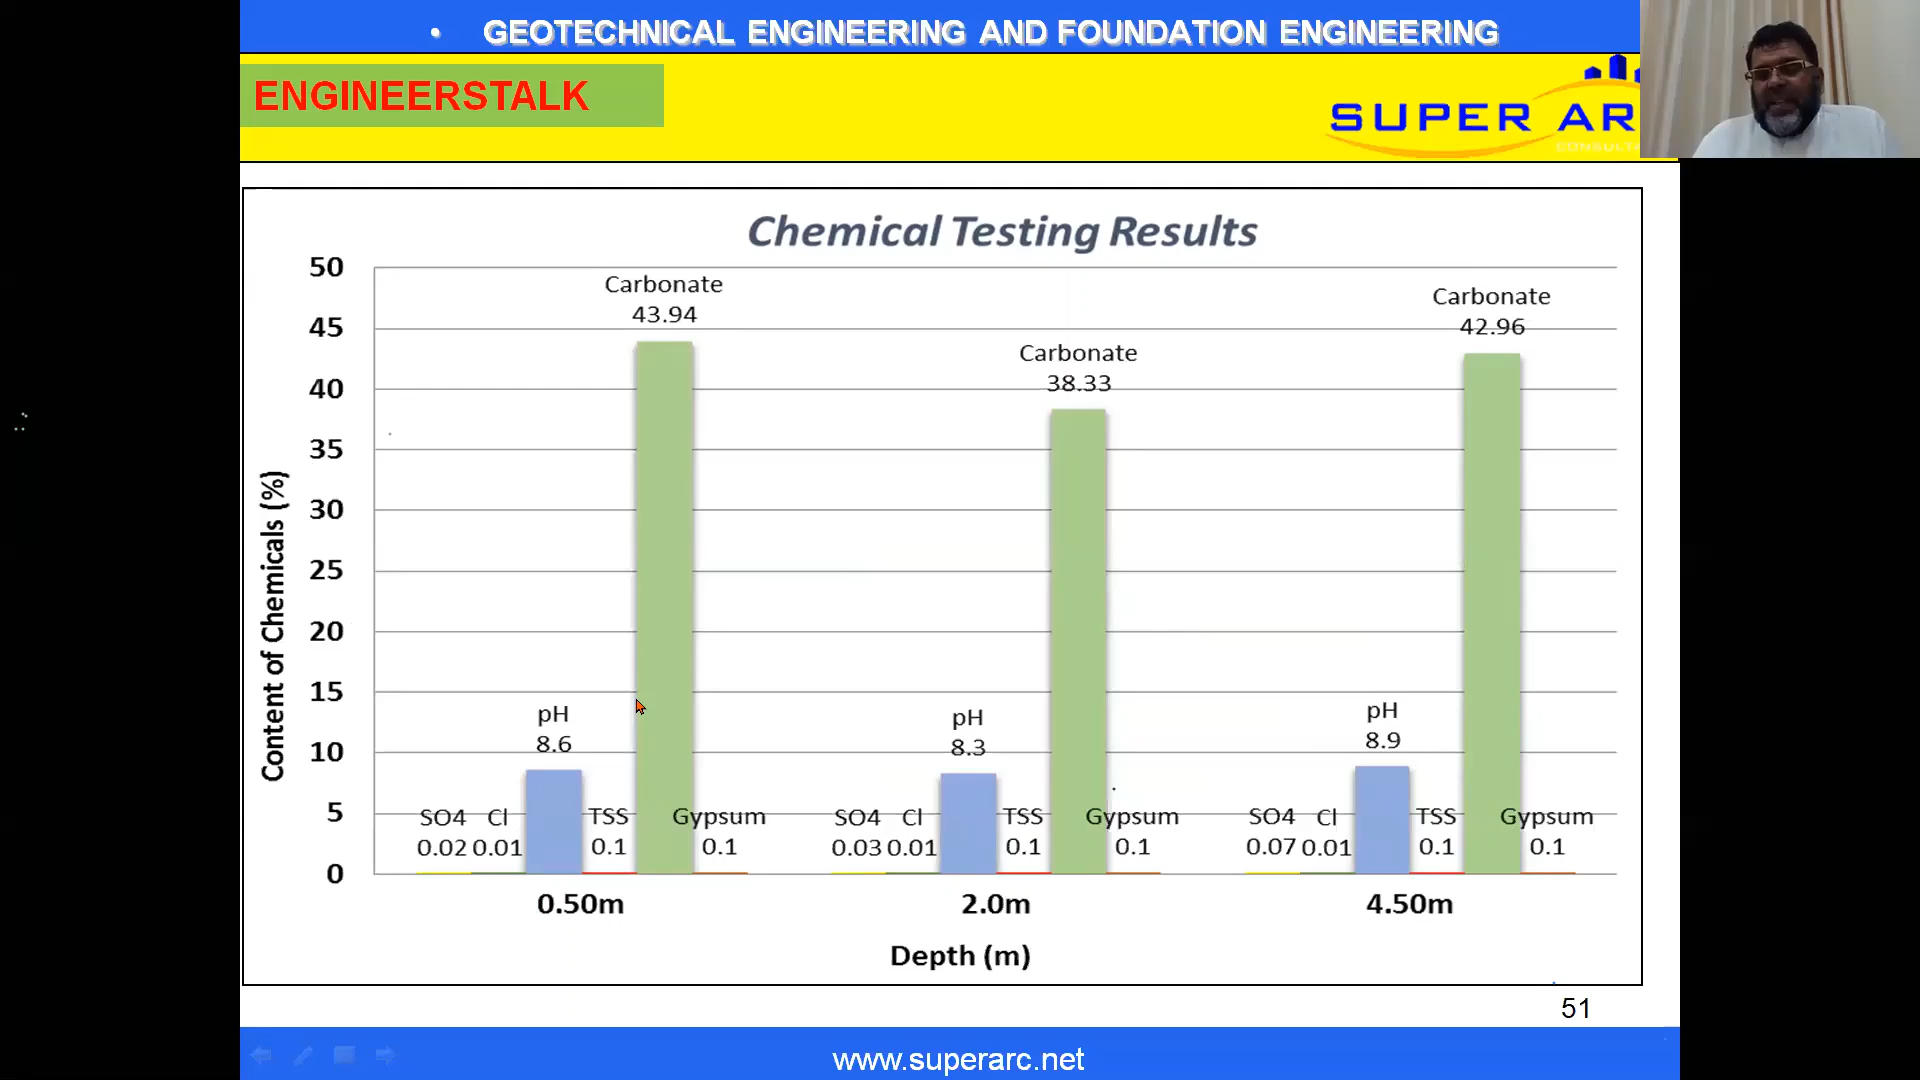 • GEOTECHNICAL ENGINEERING AND FOUNDATION ENGINEERING
ENGINEERSTALK
SUPER AR
Chemical Testing Results
50
45
40
35
30
25
20
15
10
5
0
Content of Chemicals (%)
Carbonate
43.94
Carbonate
38.33
Carbonate
42.96
pH
8.6
pH
8.3
pH
8.9
SO4 Cl TSS Gypsum
0.02 0.01 0.1 0.1
SO4 Cl TSS Gypsum
0.03 0.01 0.1 0.1
SO4 Cl TSS Gypsum
0.07 0.01 0.1 0.1
0.50m 2.0m 4.50m
Depth (m)
51
www.superarc.net